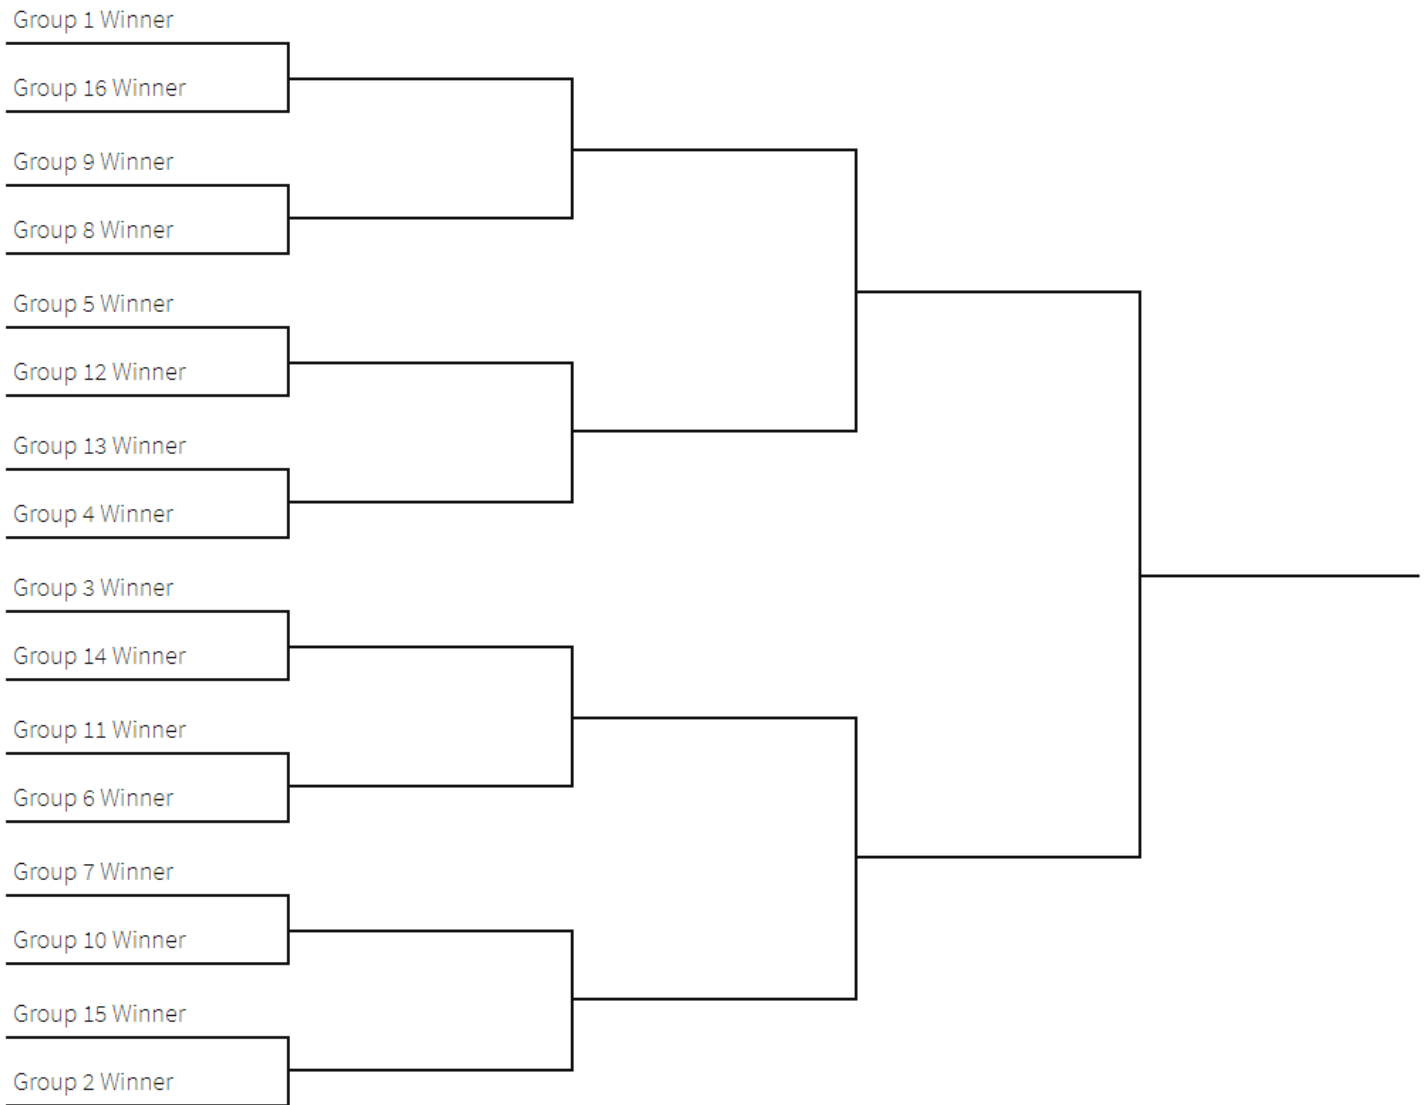 Group 1 Winner
Group 16 Winner
Group 9 Winner
Group 8 Winner
Group 5 Winner
Group 12 Winner
Group 13 Winner
Group 4 Winner
Group 3 Winner
Group 14 Winner
Group 11 Winner
Group 6 Winner
Group 7 Winner
Group 10 Winner
Group 15 Winner
Group 2 Winner